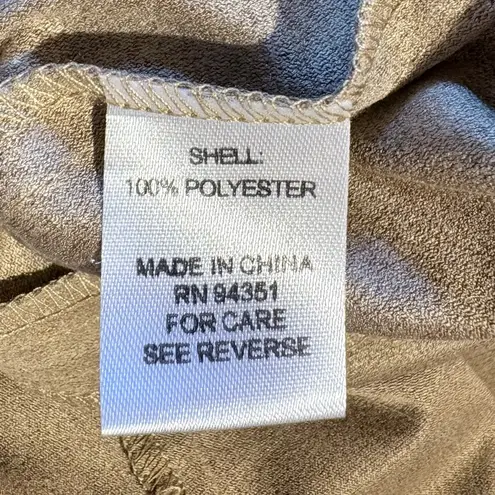 SHELL:
100% POLYESTER
MADE IN CHINA
RN 94351
FOR CARE
SEE REVERSE